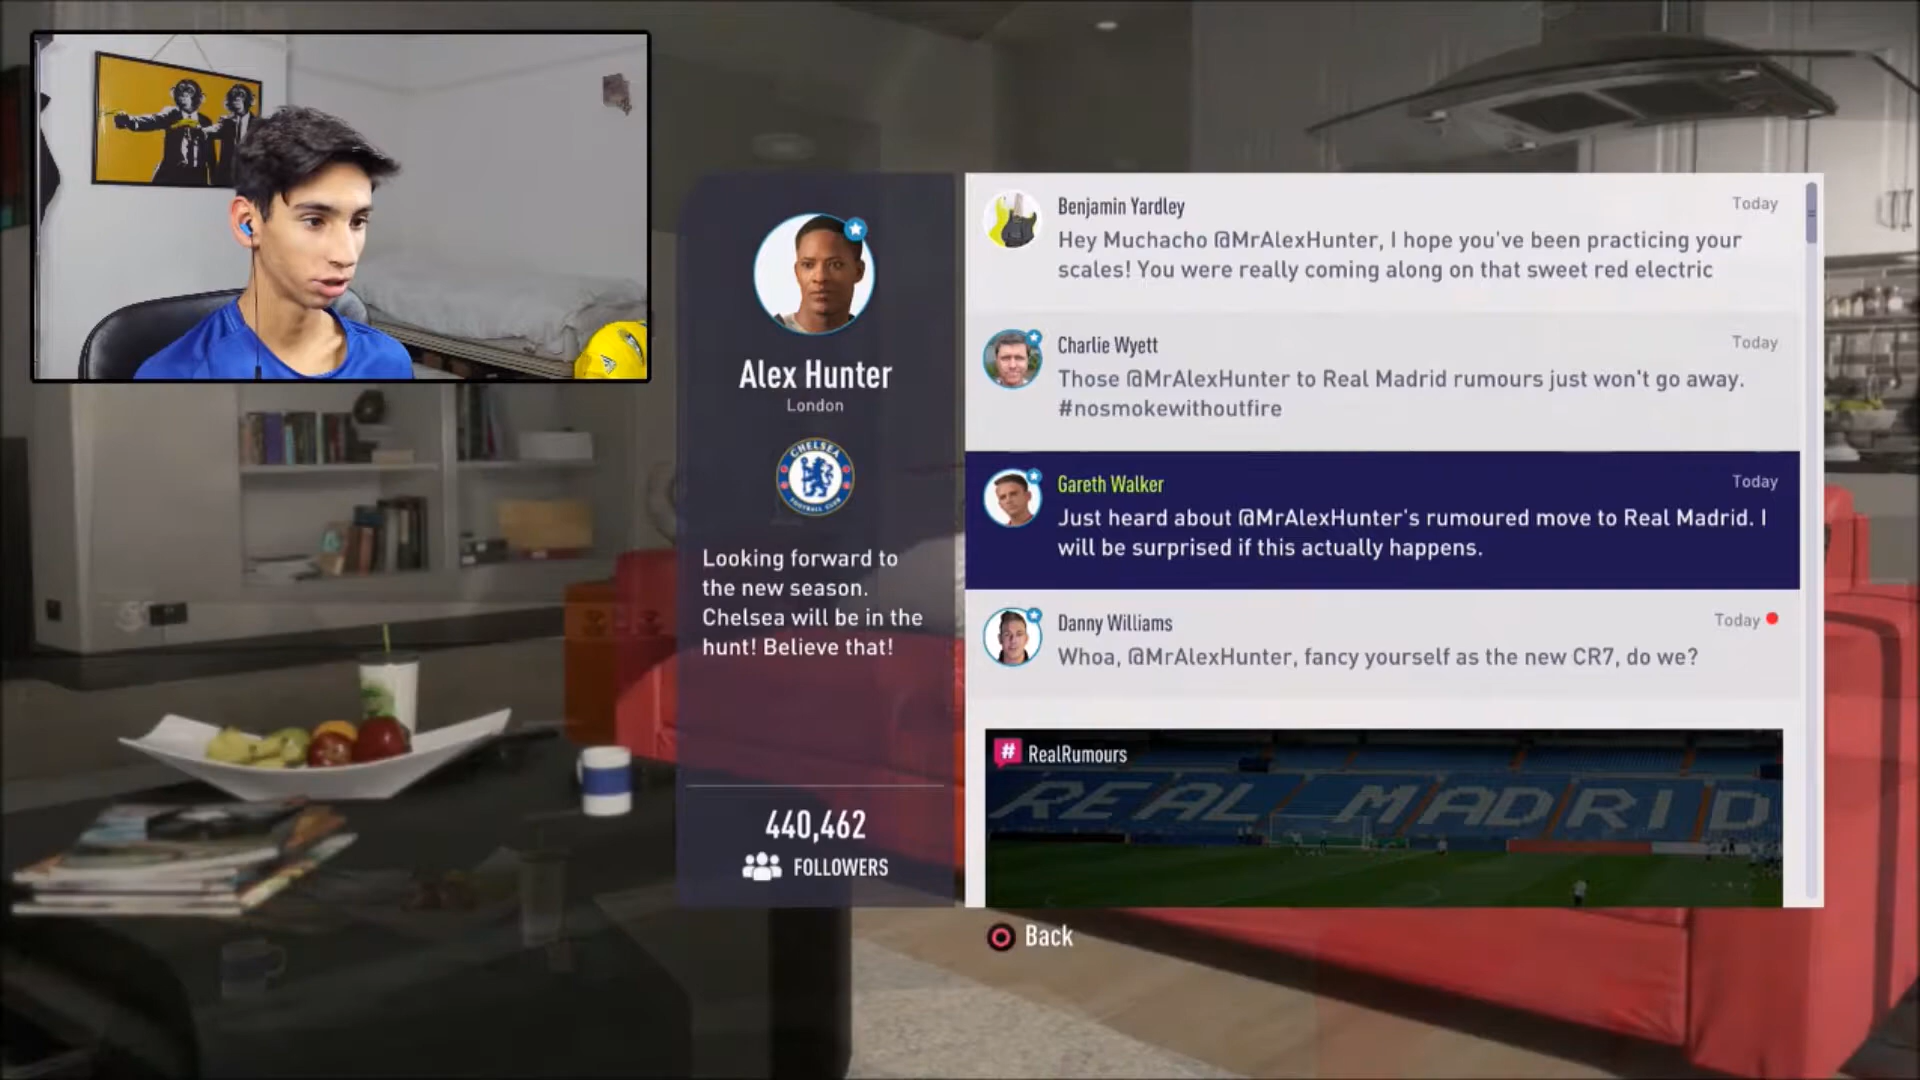 Alex Hunter
London
CHELSEA
FOOTBALL CLUB
Looking forward to
the new season.
Chelsea will be in the
hunt! Believe that!
440,462
FOLLOWERS
Benjamin Yardley
Today
Hey Muchacho @MrAlexHunter, I hope you've been practicing your
scales! You were really coming along on that sweet red electric
Charlie Wyett
Today
Those @MrAlexHunter to Real Madrid rumours just won't go away.
#nosmokewithoutfire
Gareth Walker
Today
Just heard about @MrAlexHunter's rumoured move to Real Madrid. I
will be surprised if this actually happens.
Danny Williams
Today
Whoa, @MrAlexHunter, fancy yourself as the new CR7, do we?
# RealRumours
REAL MADRID
Back